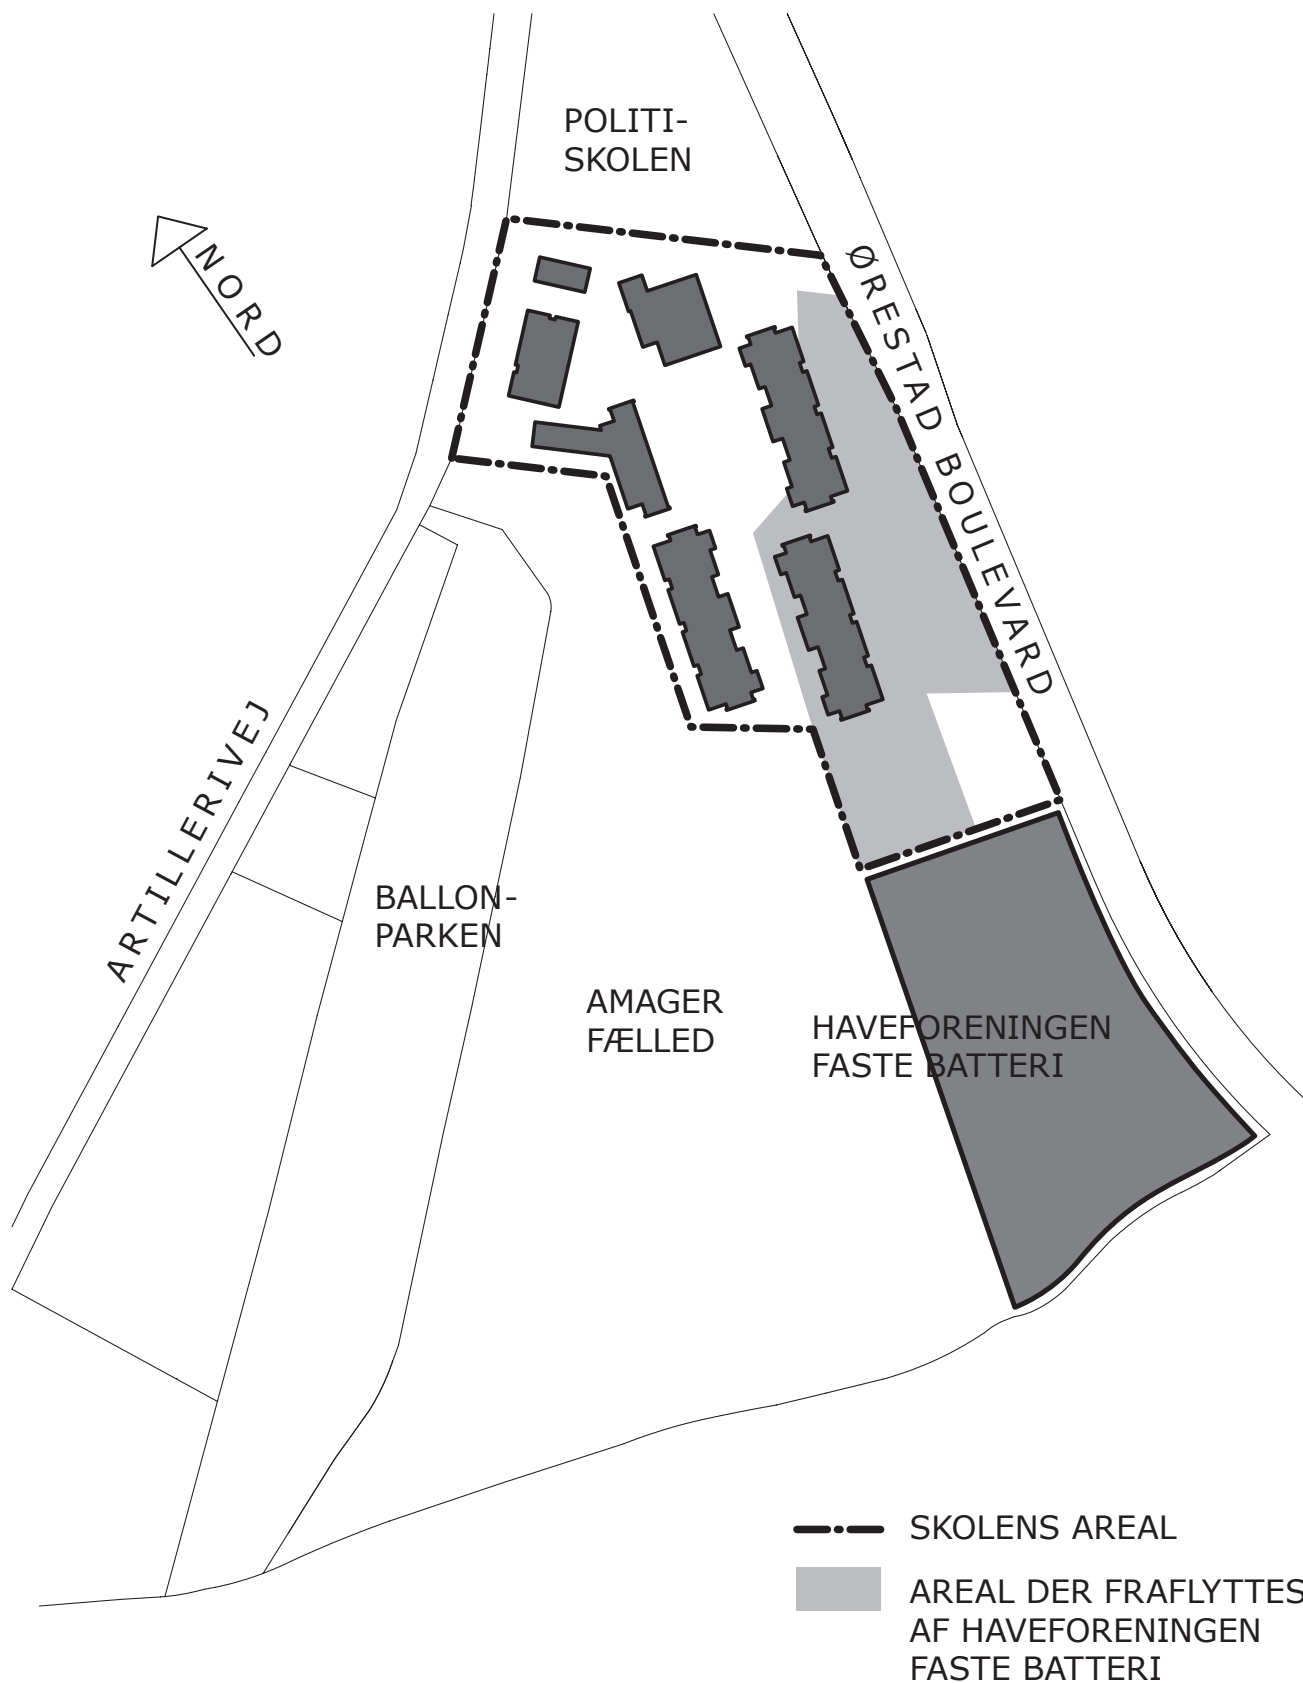 POLITI-
SKOLEN
NORD
ØRESTAD BOULEVARD
ARTILLERIVEJ
BALLON-
PARKEN
AMAGER
FÆLLED
HAVEFORENINGEN
FASTE BATTERI
SKOLENS AREAL
AREAL DER FRAFLYTTES
AF HAVEFORENINGEN
FASTE BATTERI